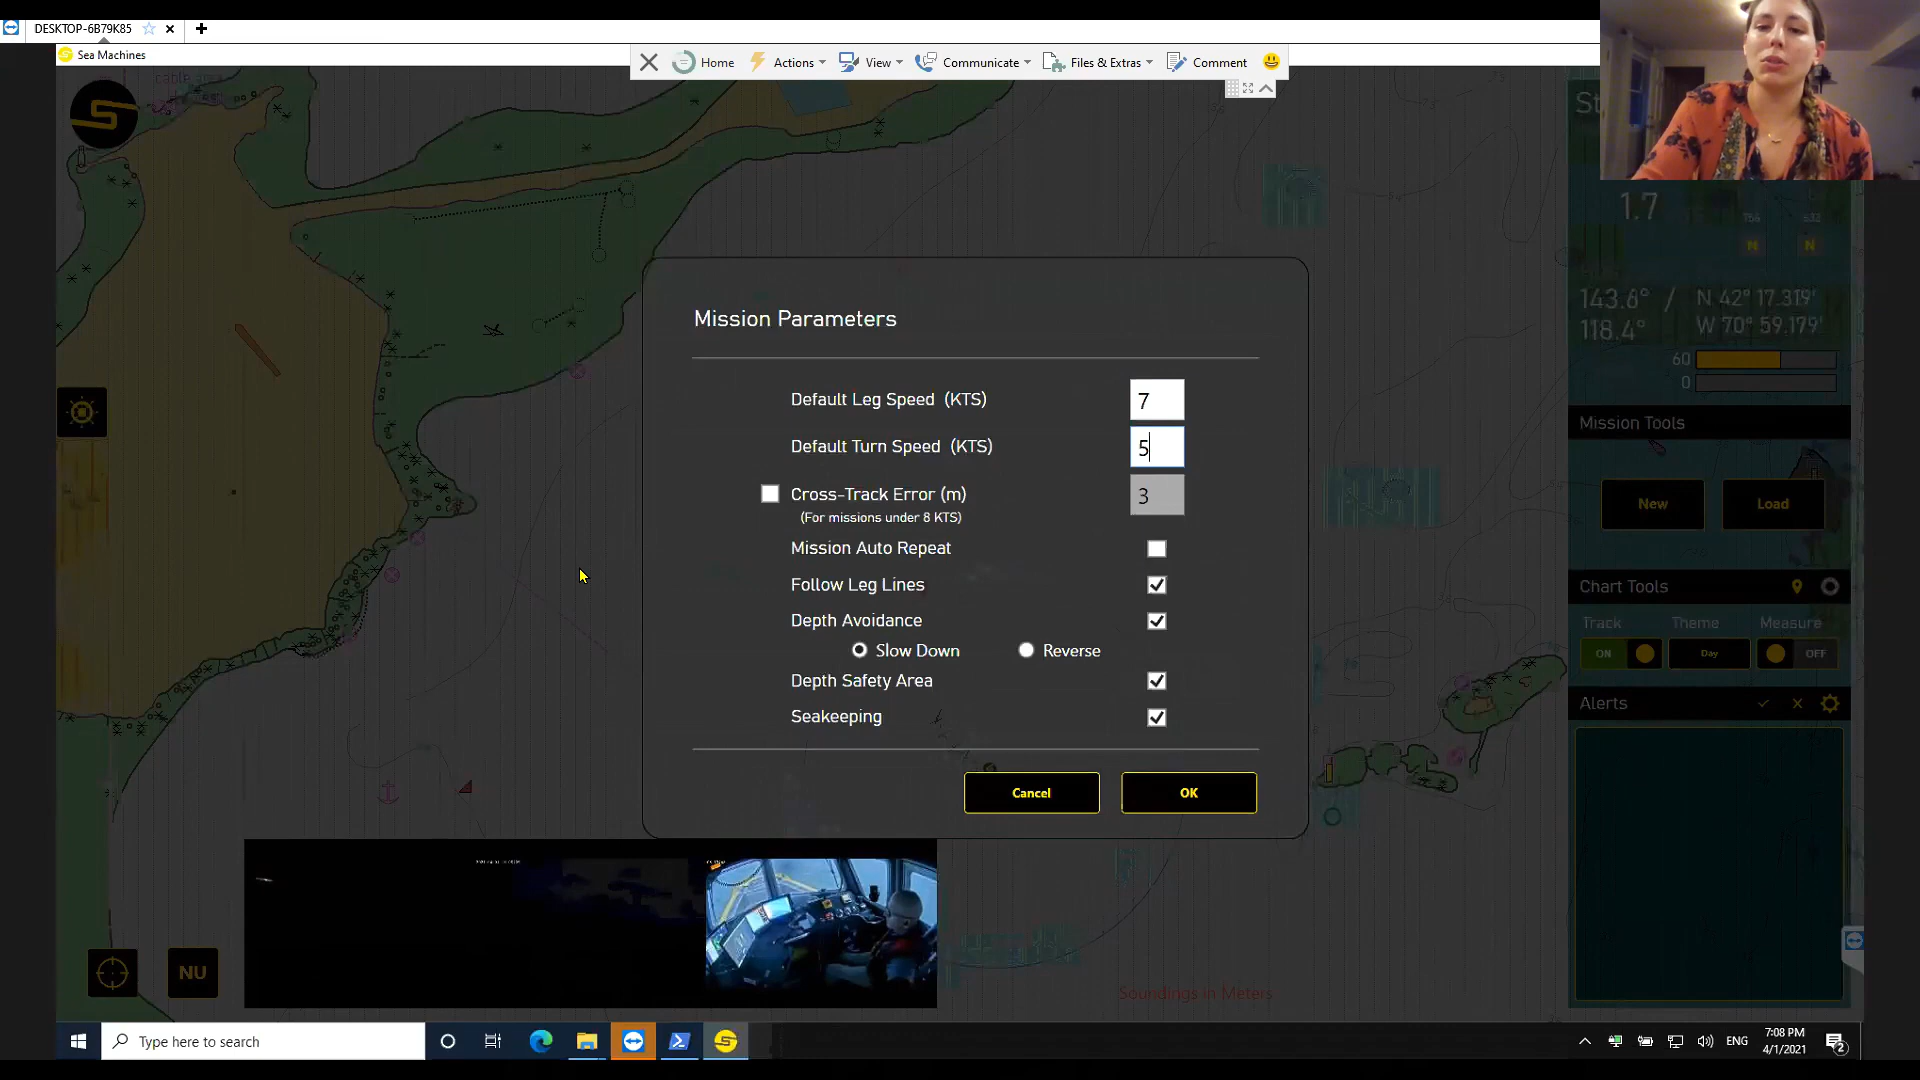 DESKTOP-6B79K85
Sea Machines
Home
Actions
View
Communicate
Files & Extras
Comment
cable area
St
1.7
N
N
143.6° /
118.4°
N 42° 17.319'
W 70° 59.179'
60
0
Mission Parameters
Default Leg Speed (KTS)
7
Default Turn Speed (KTS)
5
Cross-Track Error (m)
3
(For missions under 8 KTS)
Mission Auto Repeat
Follow Leg Lines
Depth Avoidance
Slow Down
Reverse
Depth Safety Area
Seakeeping
Cancel
OK
Mission Tools
New
Load
Chart Tools
Track
Theme
Measure
ON
Day
OFF
Alerts
NU
Soundings in Meters
Type here to search
ENG
7:08 PM
4/1/2021
2